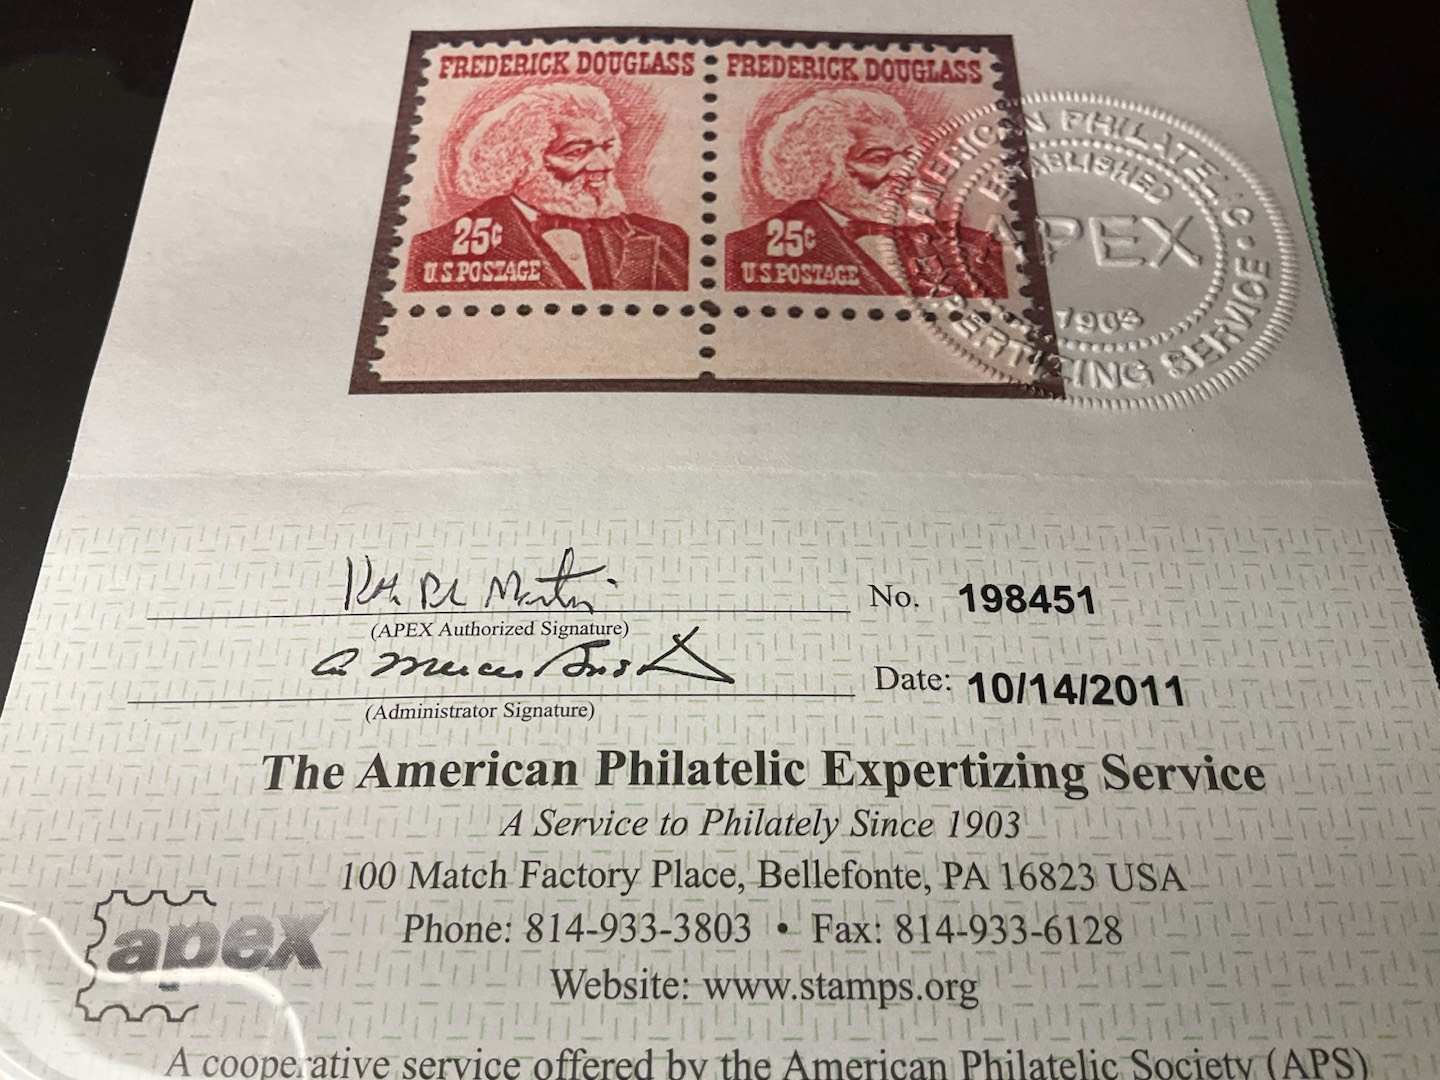 FREDERICK DOUGLASS FREDERICK DOUGLASS
25¢ 25¢
U.S POSTAGE U.S POSTAGE
AMERICAN PHILATELIC EXPERTIZING SERVICE
ESTABLISHED
APEX
1903
No. 198451
(APEX Authorized Signature)
Date: 10/14/2011
(Administrator Signature)
The American Philatelic Expertizing Service
A Service to Philately Since 1903
100 Match Factory Place, Bellefonte, PA 16823 USA
apex
Phone: 814-933-3803 • Fax: 814-933-6128
Website: www.stamps.org
A cooperative service offered by the American Philatelic Society (APS)